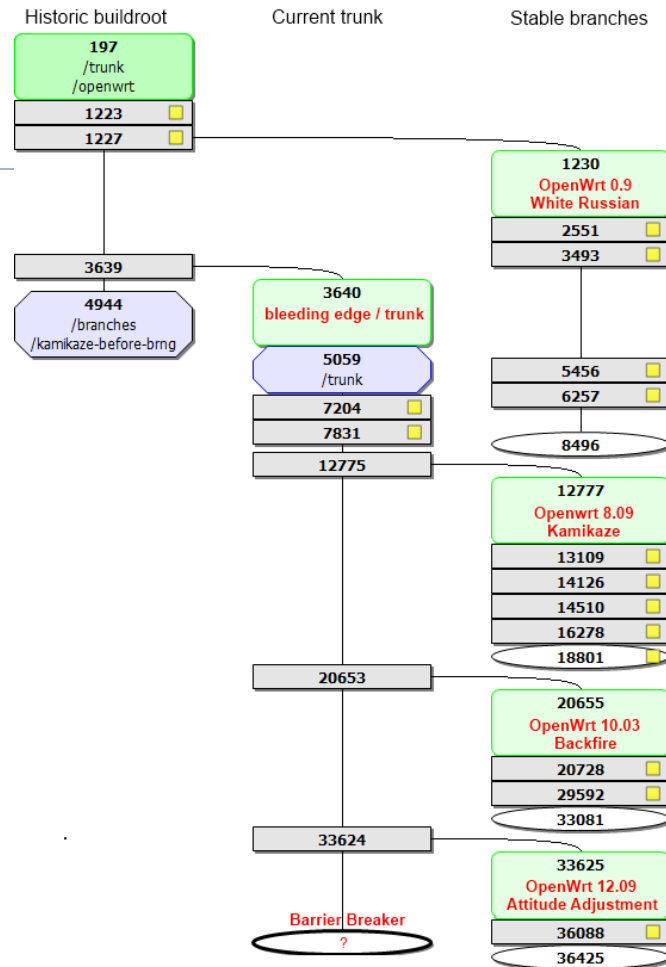 Historic buildroot
Current trunk
Stable branches
197
/trunk
/openwrt
1223
1227
1230
OpenWrt 0.9
White Russian
2551
3493
3639
4944
/branches
/kamikaze-before-brng
3640
bleeding edge / trunk
5059
/trunk
7204
7831
12775
5456
6257
8496
12777
Openwrt 8.09
Kamikaze
13109
14126
14510
16278
18801
20653
20655
OpenWrt 10.03
Backfire
20728
29592
33081
33624
33625
OpenWrt 12.09
Attitude Adjustment
36088
36425
Barrier Breaker
?